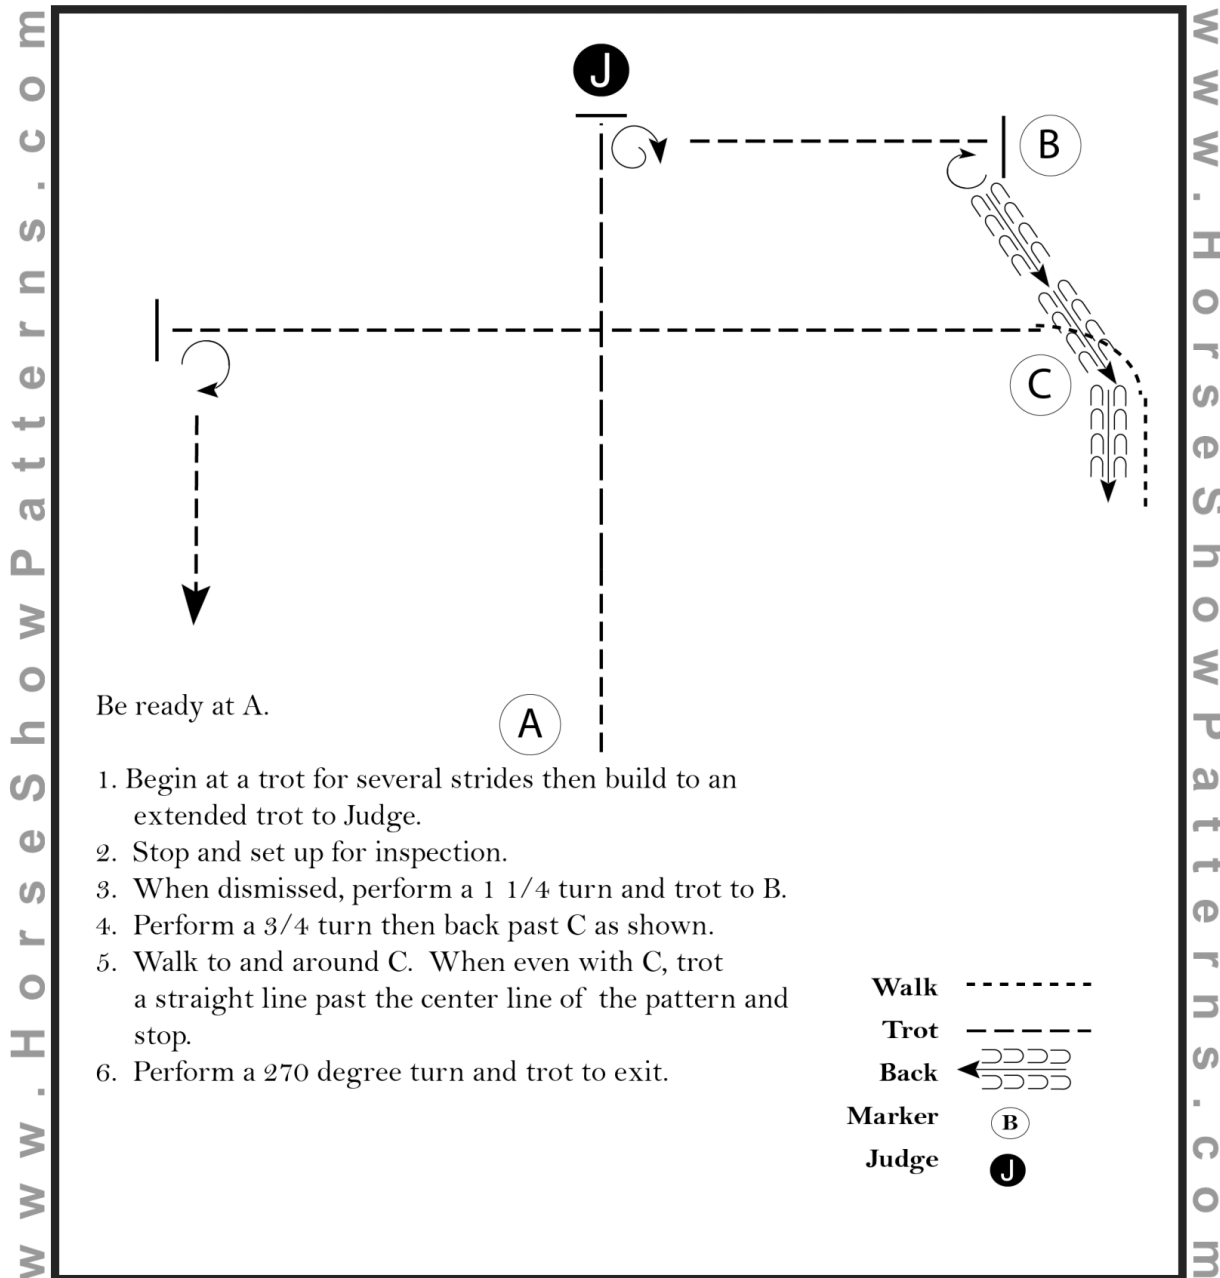 www.HorseShowPatterns.com
www.HorseShowPatterns.com
J
B
C
A
Be ready at A.
1. Begin at a trot for several strides then build to an
extended trot to Judge.
2. Stop and set up for inspection.
3. When dismissed, perform a 1 1/4 turn and trot to B.
4. Perform a 3/4 turn then back past C as shown.
5. Walk to and around C. When even with C, trot
a straight line past the center line of the pattern and
stop.
6. Perform a 270 degree turn and trot to exit.
Walk
Trot
Back
Marker B
Judge J